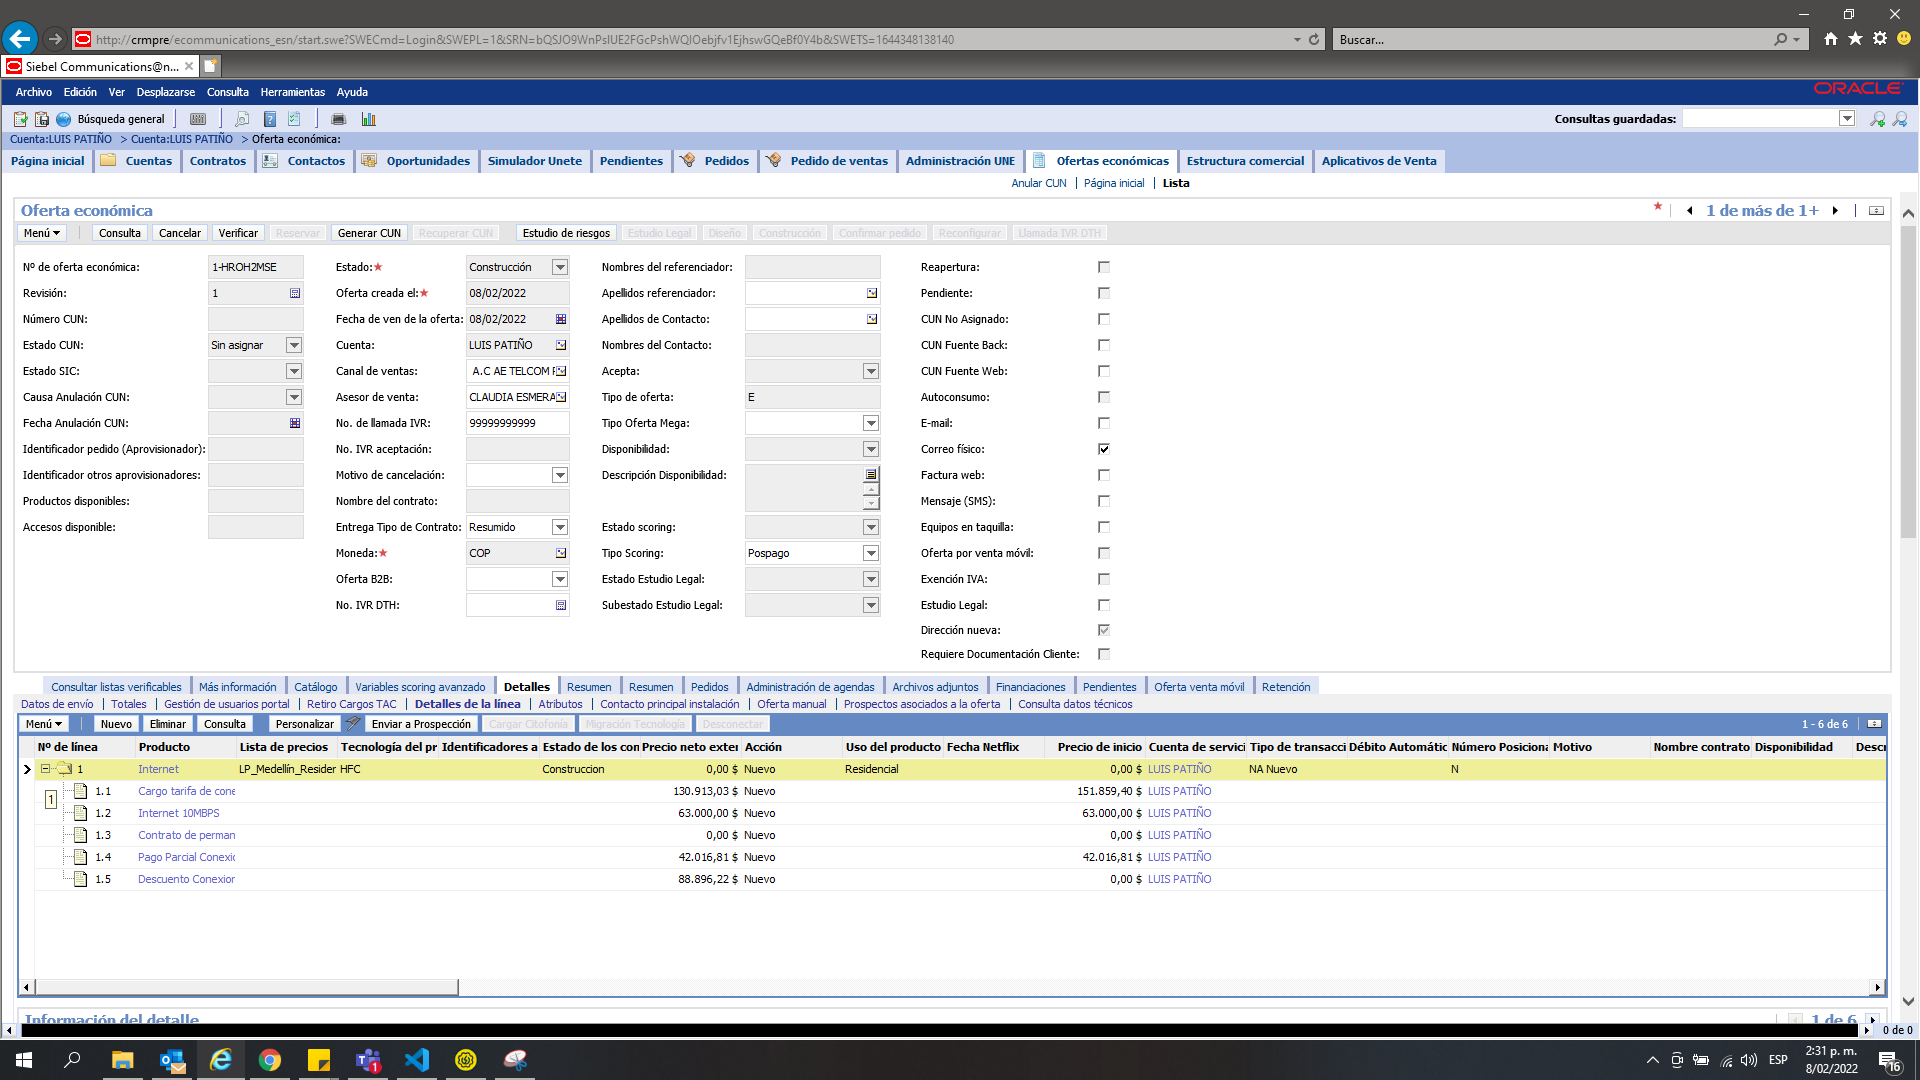 http://crmpre/ecommunications_esn/start.swe?SWECmd=Login&SWEPL=1&SRN=bQSJO9WnPsIUE2FGcPshWQIOebjfv1EjhswGQeBf0Y4b&SWETS=1644348138140 Buscar...
Siebel Communications@n...
Archivo Edición Ver Desplazarse Consulta Herramientas Ayuda ORACLE
Búsqueda general Consultas guardadas:
Cuenta:LUIS PATIÑO > Cuenta:LUIS PATIÑO > Oferta económica:
Página inicial Cuentas Contratos Contactos Oportunidades Simulador Unete Pendientes Pedidos Pedido de ventas Administración UNE Ofertas económicas Estructura comercial Aplicativos de Venta
Anular CUN Página inicial Lista
Oferta económica 1 de más de 1+
Menú Consulta Cancelar Verificar Reservar Generar CUN Recuperar CUN Estudio de riesgos Estudio Legal Diseño Construcción Confirmar pedido Reconfigurar Llamada IVR DTH
Nº de oferta económica: 1-HROH2MSE Estado: Construcción Nombres del referenciador: Reapertura:
Revisión: 1 Oferta creada el: 08/02/2022 Apellidos referenciador: Pendiente:
Número CUN: Fecha de ven de la oferta: 08/02/2022 Apellidos de Contacto: CUN No Asignado:
Estado CUN: Sin asignar Cuenta: LUIS PATIÑO Nombres del Contacto: CUN Fuente Back:
Estado SIC: Canal de ventas: A.C AE TELCOM Acepta: CUN Fuente Web:
Causa Anulación CUN: Asesor de venta: CLAUDIA ESMERA Tipo de oferta: E Autoconsumo:
Fecha Anulación CUN: No. de llamada IVR: 99999999999 Tipo Oferta Mega: E-mail:
Identificador pedido (Aprovisionador): No. IVR aceptación: Disponibilidad: Correo físico:
Identificador otros aprovisionadores: Motivo de cancelación: Descripción Disponibilidad: Factura web:
Productos disponibles: Nombre del contrato: Mensaje (SMS):
Accesos disponible: Entrega Tipo de Contrato: Resumido Estado scoring: Equipos en taquilla:
Moneda: COP Tipo Scoring: Pospago Oferta por venta móvil:
Oferta B2B: Estado Estudio Legal: Exención IVA:
No. IVR DTH: Subestado Estudio Legal: Estudio Legal:
Dirección nueva:
Requiere Documentación Cliente:
Consultar listas verificables Más información Catálogo Variables scoring avanzado Detalles Resumen Resumen Pedidos Administración de agendas Archivos adjuntos Financiaciones Pendientes Oferta venta móvil Retención
Datos de envío Totales Gestión de usuarios portal Retiro Cargos TAC Detalles de la línea Atributos Contacto principal instalación Oferta manual Prospectos asociados a la oferta Consulta datos técnicos
Menú Nuevo Eliminar Consulta Personalizar Enviar a Prospección Cargar Citofonía Migración Tecnología Desconectar 1 - 6 de 6
Nº de línea Producto Lista de precios Tecnología del pr Identificadores a Estado de los con Precio neto exter Acción Uso del producto Fecha Netflix Precio de inicio Cuenta de servici Tipo de transacci Débito Automátic Número Posiciona Motivo Nombre contrato Disponibilidad Descr
1 Internet LP_Medellín_Resider HFC Construccion 0,00 $ Nuevo Residencial 0,00 $ LUIS PATIÑO NA Nuevo N
1.1 Cargo tarifa de cone 130.913,03 $ Nuevo 151.859,40 $ LUIS PATIÑO
1
1.2 Internet 10MBPS 63.000,00 $ Nuevo 63.000,00 $ LUIS PATIÑO
1.3 Contrato de perman 0,00 $ Nuevo 0,00 $ LUIS PATIÑO
1.4 Pago Parcial Conexic 42.016,81 $ Nuevo 42.016,81 $ LUIS PATIÑO
1.5 Descuento Conexior 88.896,22 $ Nuevo 0,00 $ LUIS PATIÑO
Información del detalle 1 de 6
0 de 0
ESP 2:31 p. m.
8/02/2022
1
16